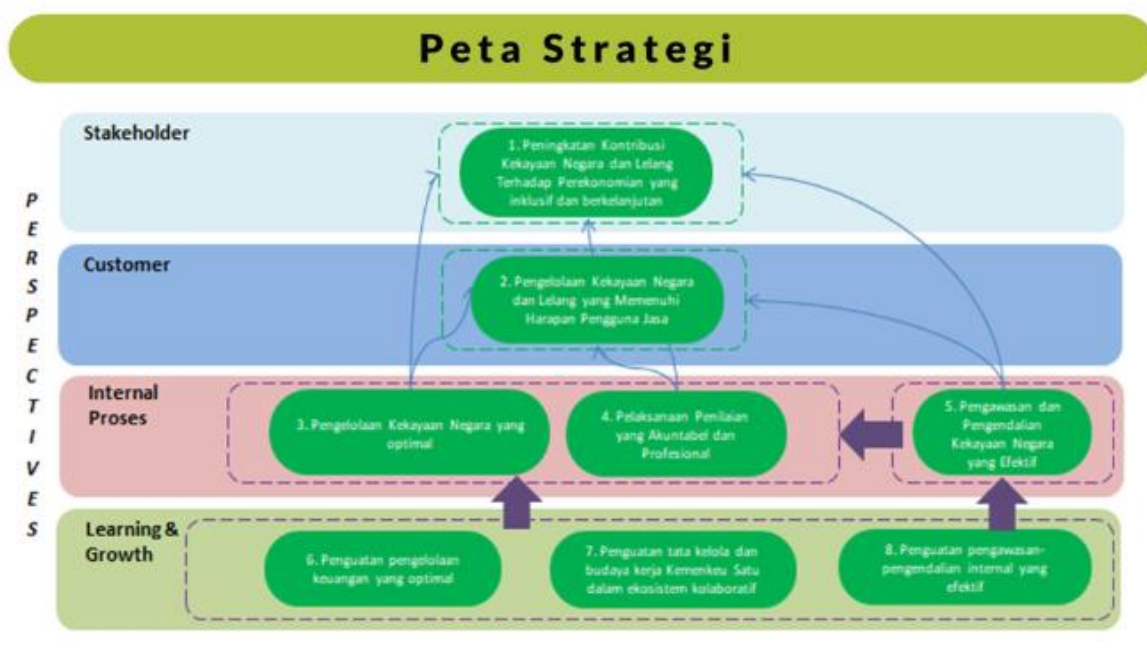 Peta Strategi
PERSPECTIVES
Stakeholder
1. Peningkatan Kontribusi
Kekayaan Negara dan Lelang
Terhadap Perekonomian yang
inklusif dan berkelanjutan
Customer
2. Pengelolaan Kekayaan Negara
dan Lelang yang Memenuhi
Harapan Pengguna Jasa
Internal
Proses
3. Pengelolaan Kekayaan Negara yang
optimal
4. Pelaksanaan Penilaian
yang Akuntabel dan
Profesional
5. Pengawasan dan
Pengendalian
Kekayaan Negara
yang Efektif
Learning &
Growth
6. Penguatan pengelolaan
keuangan yang optimal
7. Penguatan tata kelola dan
budaya kerja Kemenkeu Satu
dalam ekosistem kolaboratif
8. Penguatan pengawasan-
pengendalian internal yang
efektif